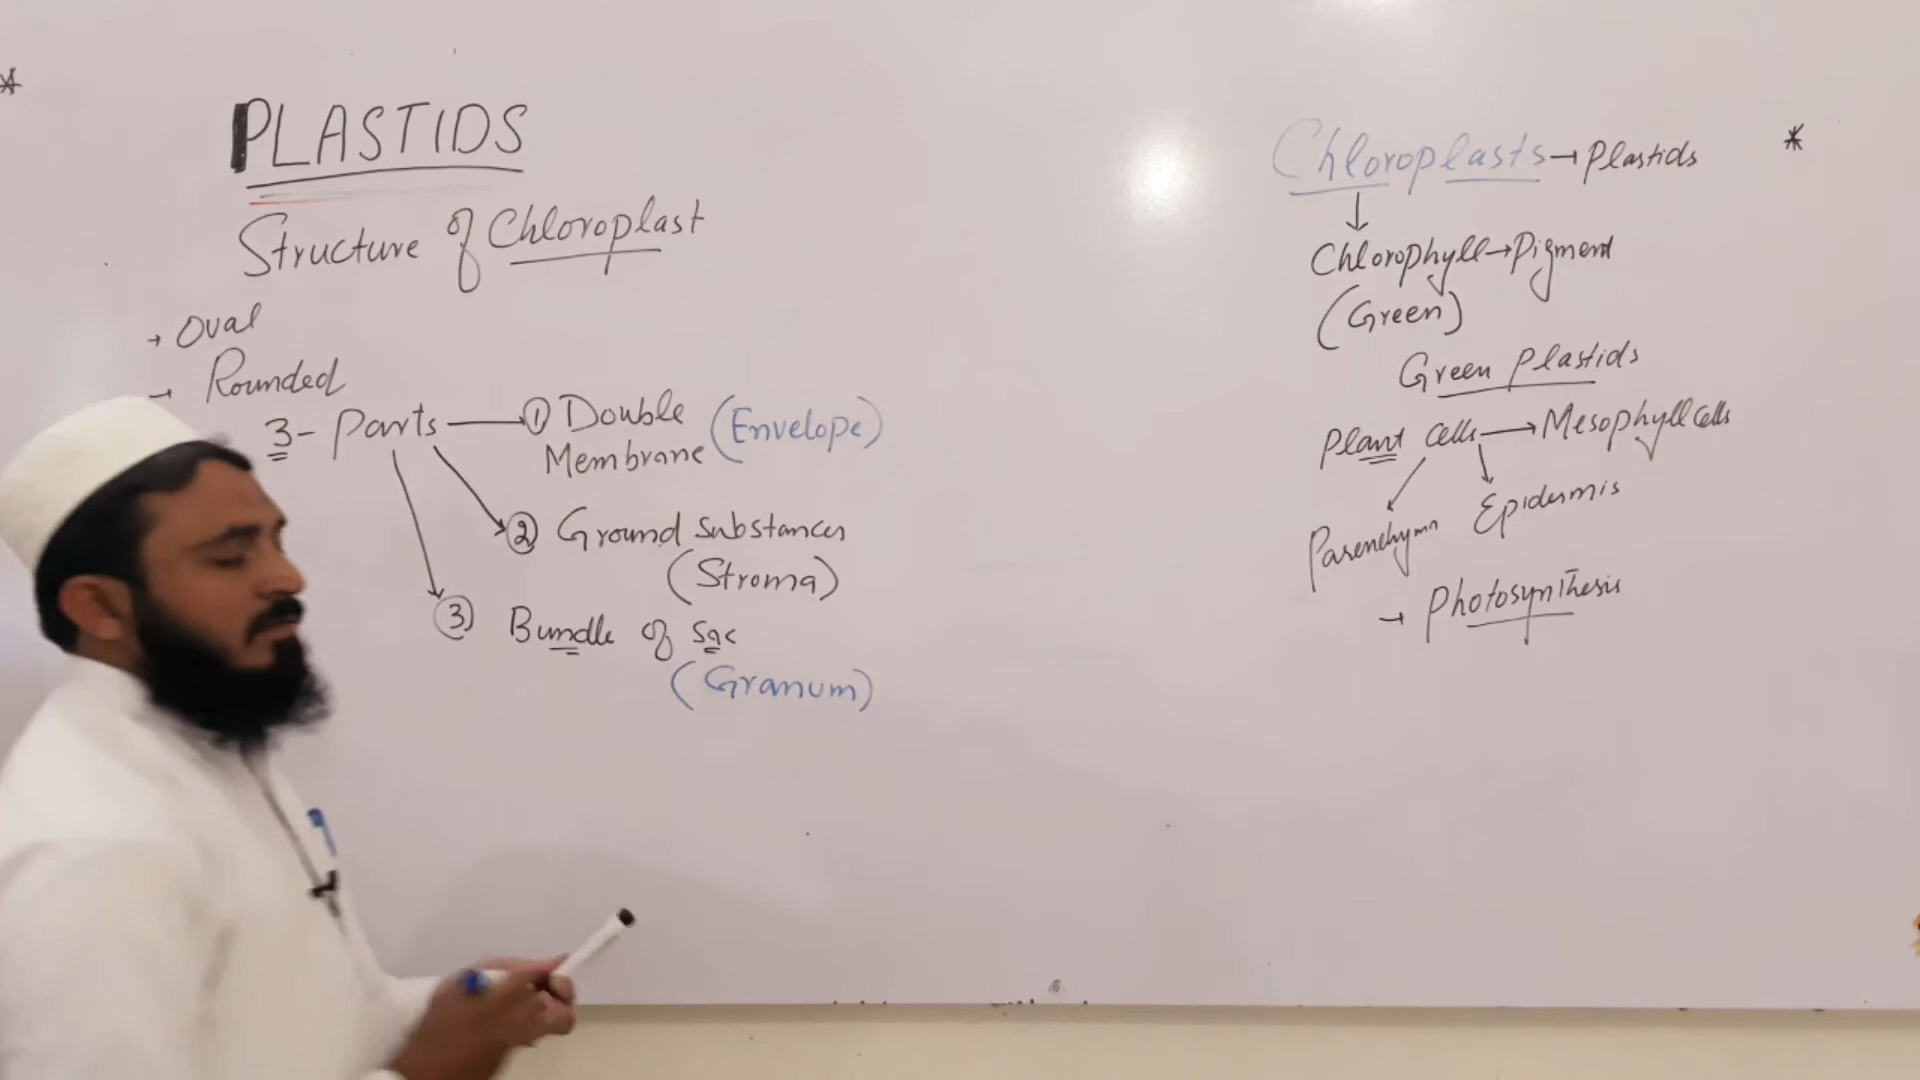 PLASTIDS
Structure of Chloroplast
→ Oval
→ Rounded
3- Parts → ① Double
Membrane (Envelope)
② Ground substances
(Stroma)
③ Bundle of Sac
(Granum)
Chloroplasts → Plastids *
Chlorophyll → Pigment
(Green)
Green Plastids
Plant Cells → Mesophyll Cells
Parenchyma Epidermis
→ Photosynthesis